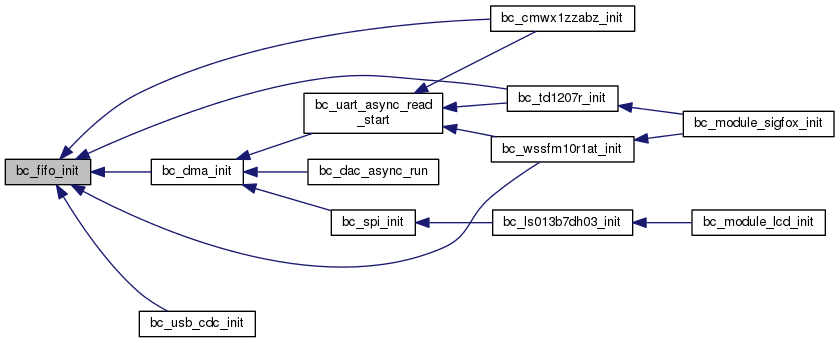 bc_cmwx1zzabz_init
bc_uart_async_read
_start
bc_td1207r_init
bc_module_sigfox_init
bc_wssfm10r1at_init
bc_fifo_init
bc_dma_init
bc_dac_async_run
bc_spi_init
bc_ls013b7dh03_init
bc_module_lcd_init
bc_usb_cdc_init